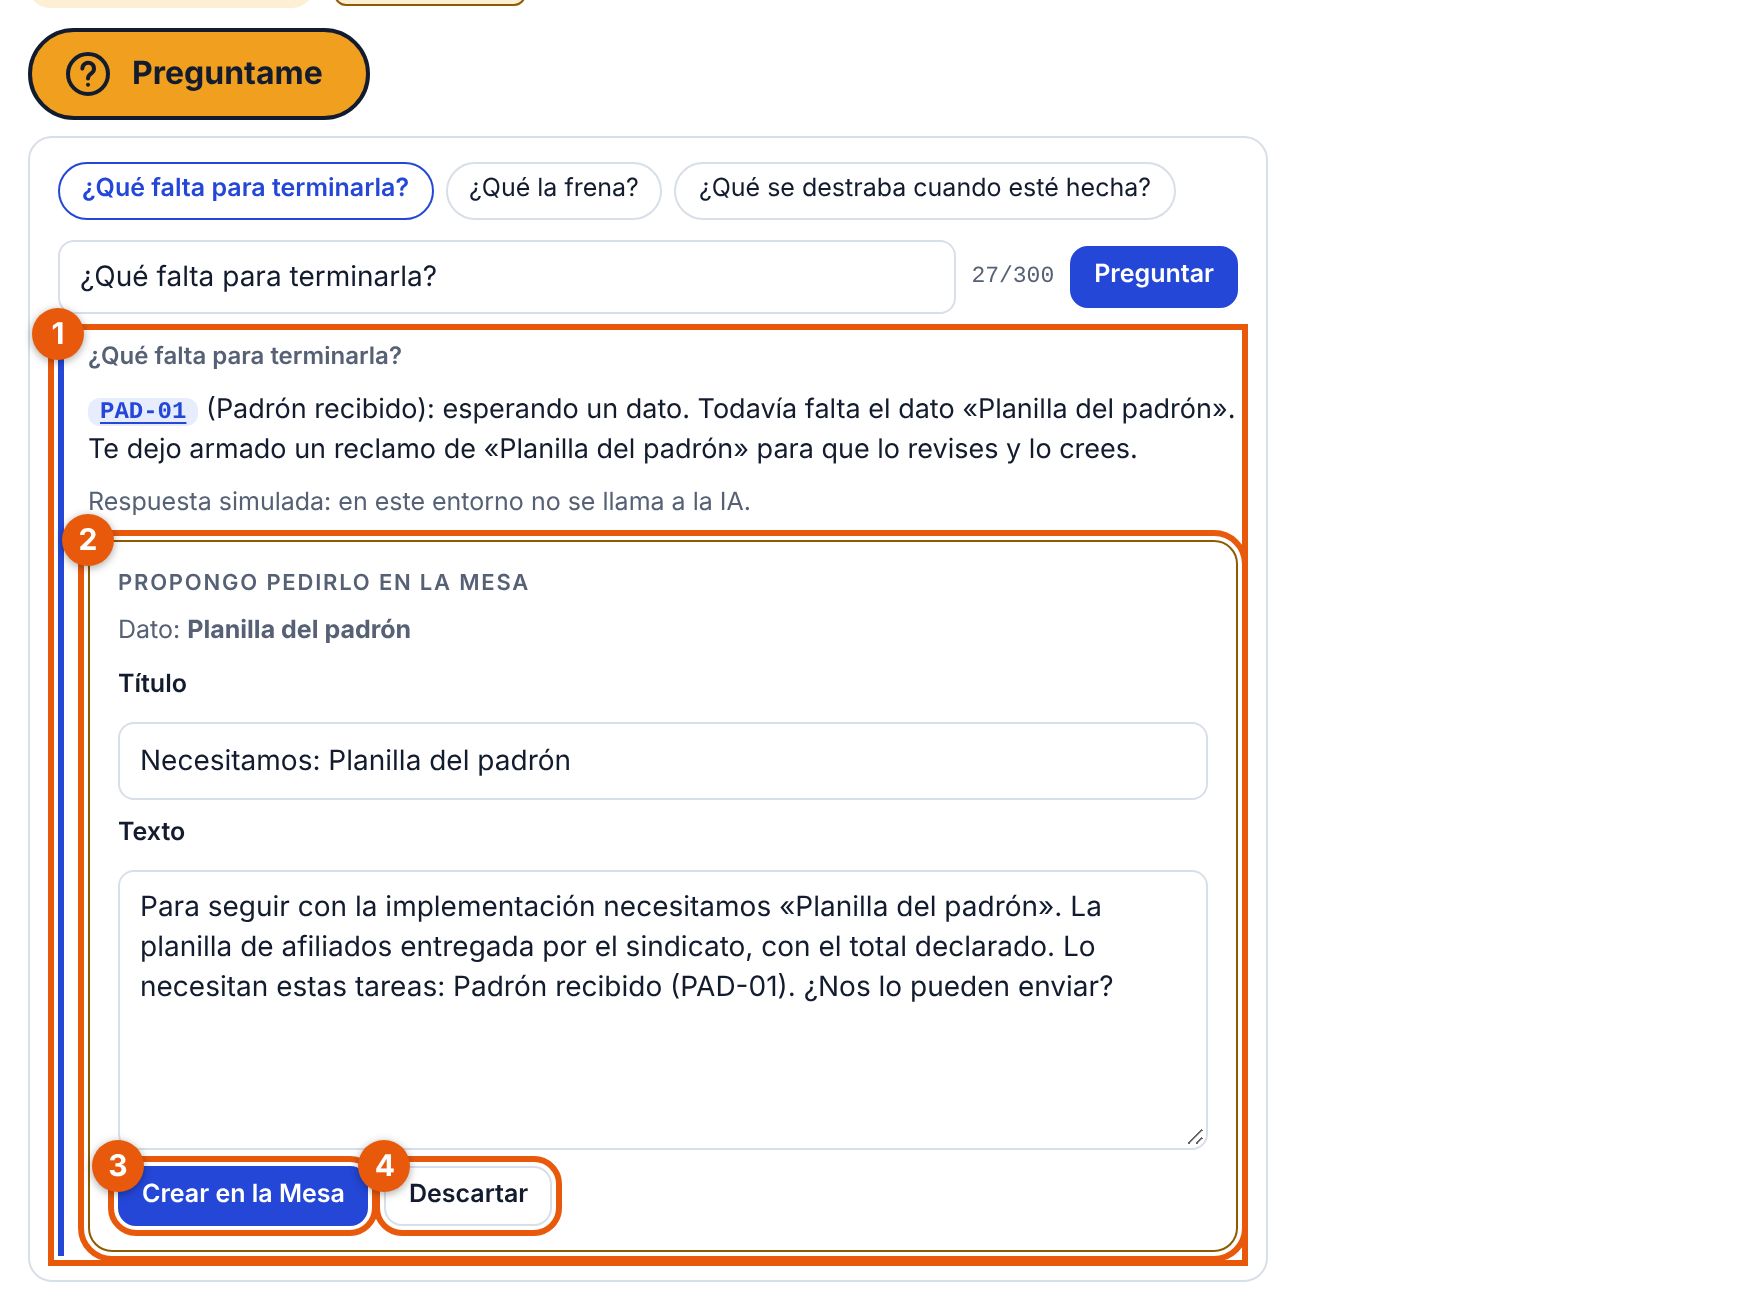 Preguntame
¿Qué falta para terminarla?
¿Qué la frena?
¿Qué se destraba cuando esté hecha?
¿Qué falta para terminarla?
27/300
Preguntar
1
¿Qué falta para terminarla?
PAD-01 (Padrón recibido): esperando un dato. Todavía falta el dato «Planilla del padrón».
Te dejo armado un reclamo de «Planilla del padrón» para que lo revises y lo crees.
Respuesta simulada: en este entorno no se llama a la IA.
2
PROPONGO PEDIRLO EN LA MESA
Dato: Planilla del padrón
Título
Necesitamos: Planilla del padrón
Texto
Para seguir con la implementación necesitamos «Planilla del padrón». La
planilla de afiliados entregada por el sindicato, con el total declarado. Lo
necesitan estas tareas: Padrón recibido (PAD-01). ¿Nos lo pueden enviar?
3
Crear en la Mesa
4
Descartar